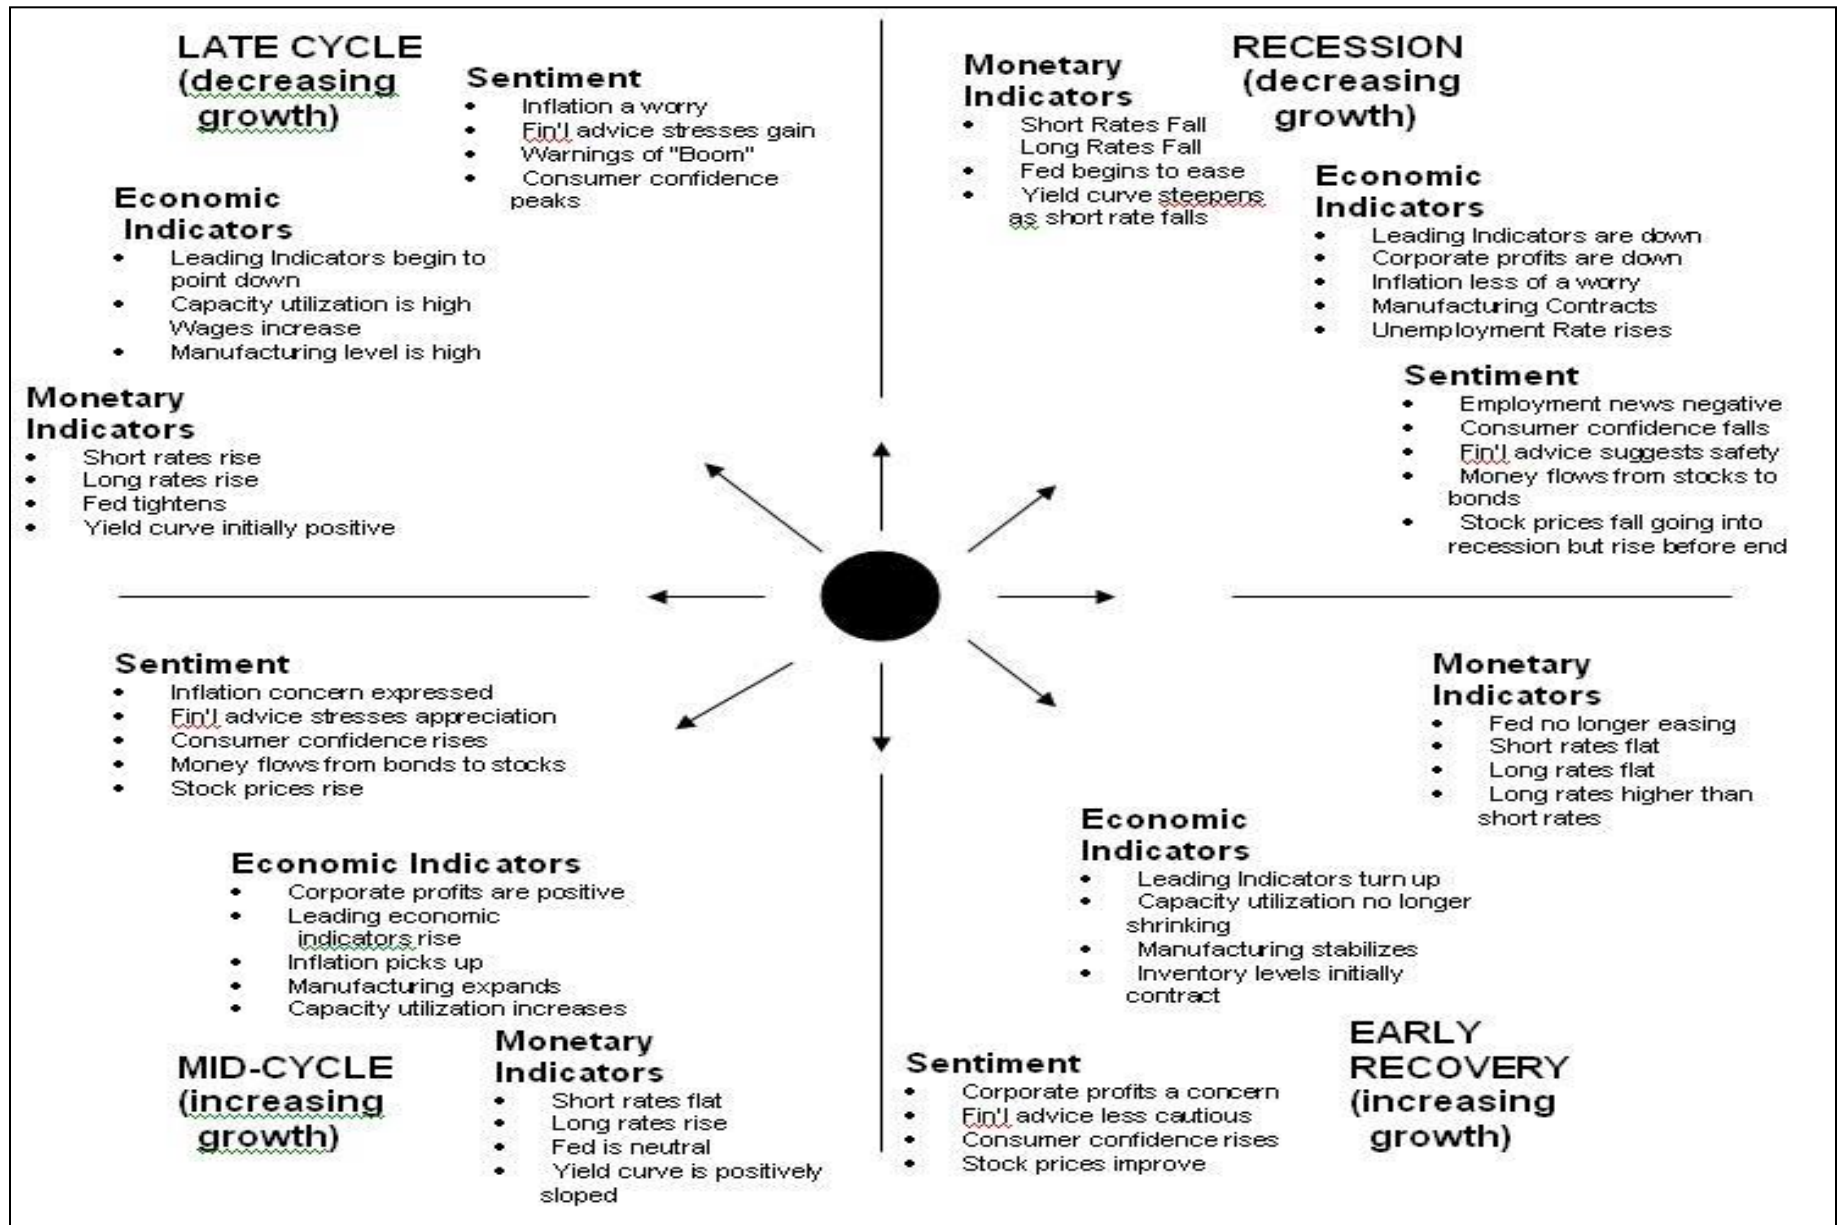 LATE CYCLE
(decreasing
growth)
Sentiment
• Inflation a worry
• Fin'l advice stresses gain
• Warnings of "Boom"
• Consumer confidence
peaks
Economic
Indicators
• Leading Indicators begin to
point down
• Capacity utilization is high
Wages increase
• Manufacturing level is high
Monetary
Indicators
• Short rates rise
• Long rates rise
• Fed tightens
• Yield curve initially positive
RECESSION
(decreasing
growth)
Monetary
Indicators
• Short Rates Fall
Long Rates Fall
• Fed begins to ease
• Yield curve steepens
as short rate falls
Economic
Indicators
• Leading Indicators are down
• Corporate profits are down
• Inflation less of a worry
• Manufacturing Contracts
• Unemployment Rate rises
Sentiment
• Employment news negative
• Consumer confidence falls
• Fin'l advice suggests safety
• Money flows from stocks to
bonds
• Stock prices fall going into
recession but rise before end
Sentiment
• Inflation concern expressed
• Fin'l advice stresses appreciation
• Consumer confidence rises
• Money flows from bonds to stocks
• Stock prices rise
Economic Indicators
• Corporate profits are positive
• Leading economic
indicators rise
• Inflation picks up
• Manufacturing expands
• Capacity utilization increases
MID-CYCLE
(increasing
growth)
Monetary
Indicators
• Short rates flat
• Long rates rise
• Fed is neutral
• Yield curve is positively
sloped
Monetary
Indicators
• Fed no longer easing
• Short rates flat
• Long rates flat
• Long rates higher than
short rates
Economic
Indicators
• Leading Indicators turn up
• Capacity utilization no longer
shrinking
• Manufacturing stabilizes
• Inventory levels initially
contract
EARLY
RECOVERY
(increasing
growth)
Sentiment
• Corporate profits a concern
• Fin'l advice less cautious
• Consumer confidence rises
• Stock prices improve